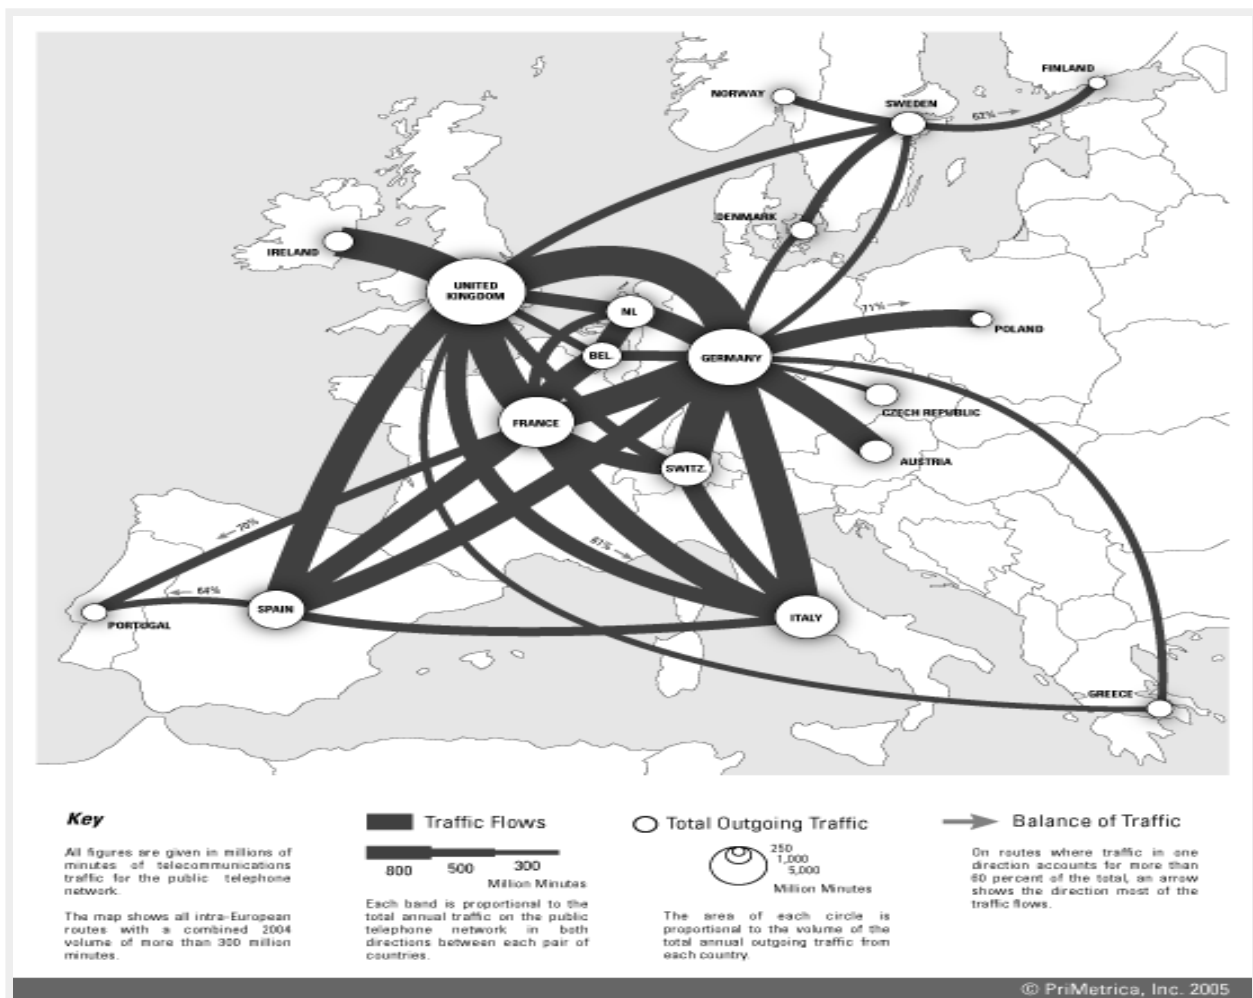 FINLAND
NORWAY
SWEDEN
62%
DENMARK
IRELAND
UNITED
KINGDOM
NL
71%
POLAND
BEL.
GERMANY
CZECH REPUBLIC
FRANCE
AUSTRIA
SWITZ.
70%
61%
64%
SPAIN
ITALY
PORTUGAL
GREECE
Key
All figures are given in millions of
minutes of telecommunications
traffic for the public telephone
network.
The map shows all intra-European
routes with a combined 2004
volume of more than 300 million
minutes.
Traffic Flows
800 500 300
Million Minutes
Each band is proportional to the
total annual traffic on the public
telephone network in both
directions between each pair of
countries.
Total Outgoing Traffic
250
1,000
5,000
Million Minutes
The area of each circle is
proportional to the volume of the
total annual outgoing traffic from
each country.
Balance of Traffic
On routes where traffic in one
direction accounts for more than
60 percent of the total, an arrow
shows the direction most of the
traffic flows.
© PriMetrica, Inc. 2005